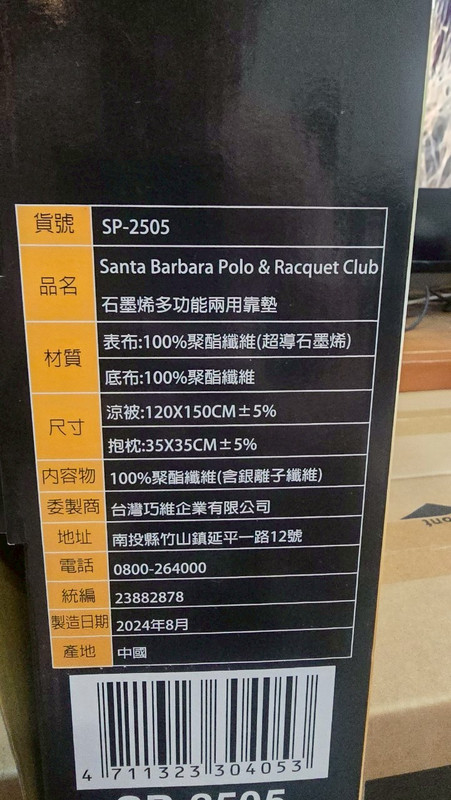 貨號 SP-2505
品名 Santa Barbara Polo & Racquet Club
石墨烯多功能兩用靠墊
材質 表布:100%聚酯纖維(超導石墨烯)
底布:100%聚酯纖維
尺寸 涼被:120X150CM±5%
抱枕:35X35CM±5%
內容物 100%聚酯纖維(含銀離子纖維)
委製商 台灣巧維企業有限公司
地址 南投縣竹山鎮延平一路12號
電話 0800-264000
統編 23882878
製造日期 2024年8月
產地 中國
4 711323 304053
SP-2505